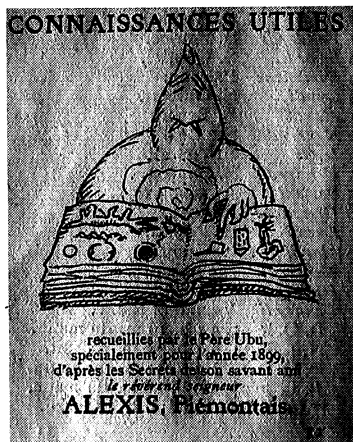 CONNAISSANCES UTILES
recueillies par le Père Ubu,
spécialement pour l'année 1899,
d'après les Secrets de son savant ami
le révérend seigneur
ALEXIS, Piémontais.